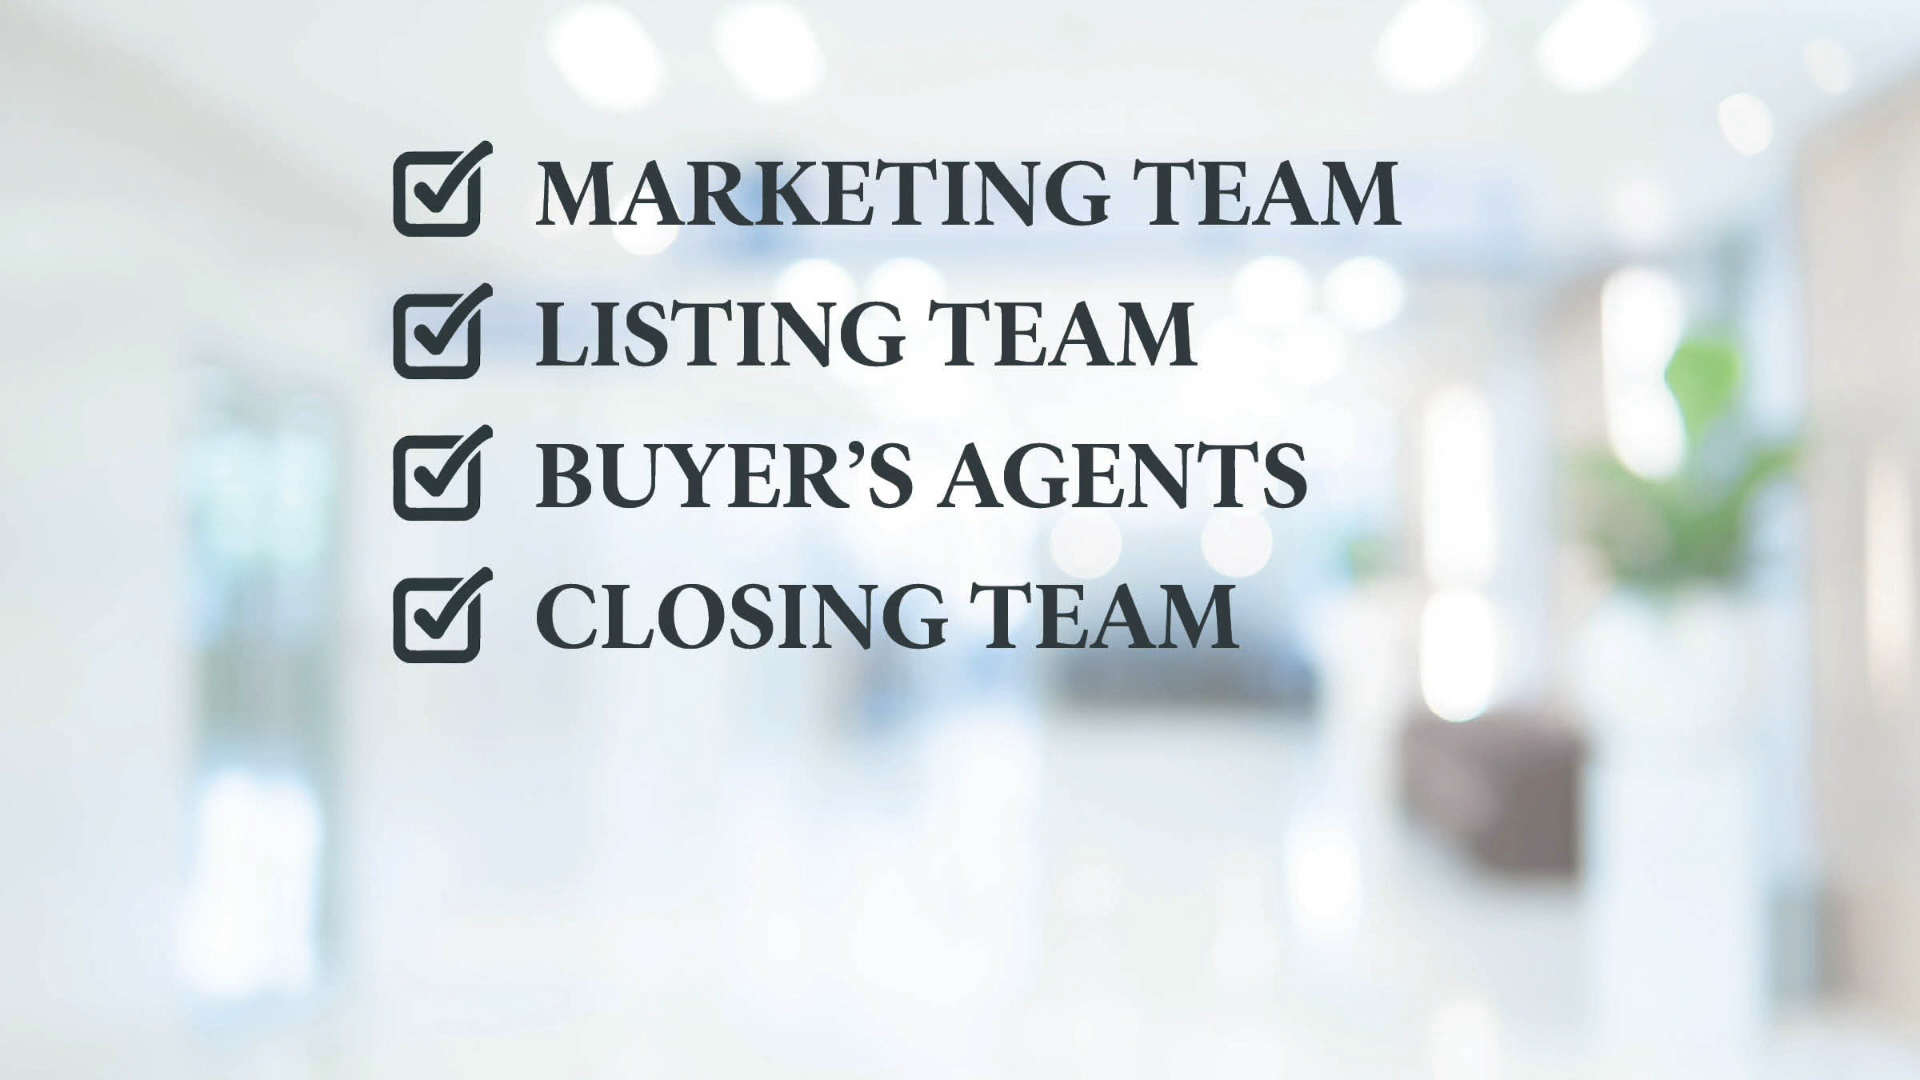 MARKETING TEAM
LISTING TEAM
BUYER’S AGENTS
CLOSING TEAM